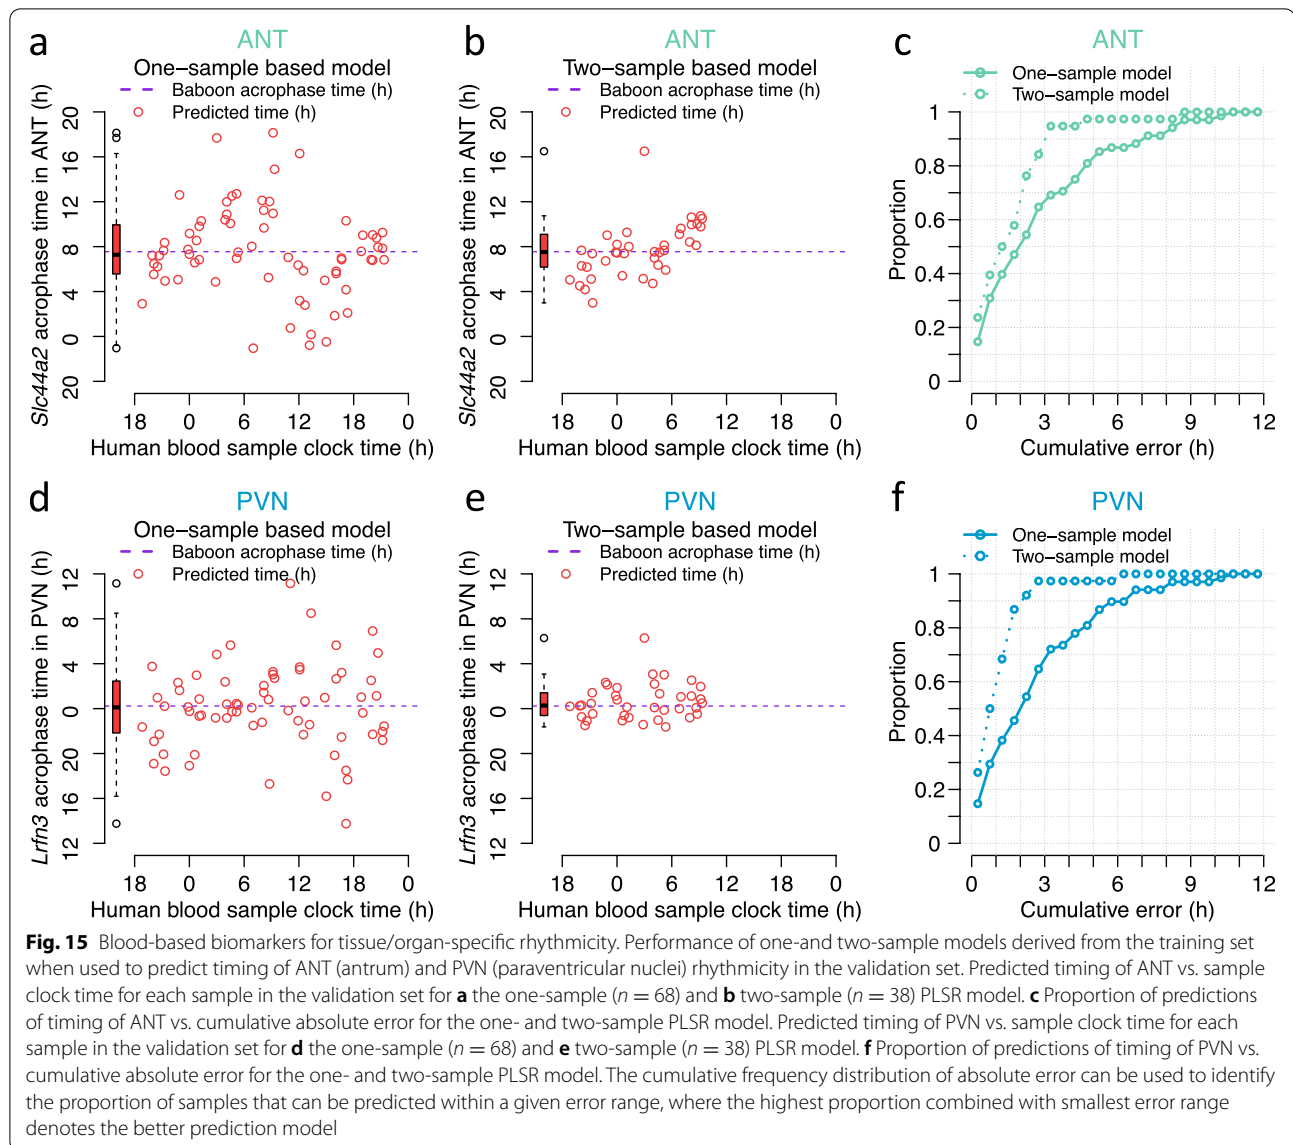 a
ANT
One–sample based model
Baboon acrophase time (h)
Predicted time (h)
Slc44a2 acrophase time in ANT (h)
20
16
12
8
4
0
20
18
0
6
12
18
0
Human blood sample clock time (h)
b
ANT
Two–sample based model
Baboon acrophase time (h)
Predicted time (h)
Slc44a2 acrophase time in ANT (h)
20
16
12
8
4
0
20
18
0
6
12
18
0
Human blood sample clock time (h)
c
ANT
One–sample model
Two–sample model
Proportion
1
0.8
0.6
0.4
0.2
0
0
3
6
9
12
Cumulative error (h)
d
PVN
One–sample based model
Baboon acrophase time (h)
Predicted time (h)
Lrfn3 acrophase time in PVN (h)
12
8
4
0
20
16
12
18
0
6
12
18
0
Human blood sample clock time (h)
e
PVN
Two–sample based model
Baboon acrophase time (h)
Predicted time (h)
Lrfn3 acrophase time in PVN (h)
12
8
4
0
20
16
12
18
0
6
12
18
0
Human blood sample clock time (h)
f
PVN
One–sample model
Two–sample model
Proportion
1
0.8
0.6
0.4
0.2
0
0
3
6
9
12
Cumulative error (h)
Fig. 15 Blood-based biomarkers for tissue/organ-specific rhythmicity. Performance of one-and two-sample models derived from the training set
when used to predict timing of ANT (antrum) and PVN (paraventricular nuclei) rhythmicity in the validation set. Predicted timing of ANT vs. sample
clock time for each sample in the validation set for a the one-sample (n = 68) and b two-sample (n = 38) PLSR model. c Proportion of predictions
of timing of ANT vs. cumulative absolute error for the one- and two-sample PLSR model. Predicted timing of PVN vs. sample clock time for each
sample in the validation set for d the one-sample (n = 68) and e two-sample (n = 38) PLSR model. f Proportion of predictions of timing of PVN vs.
cumulative absolute error for the one- and two-sample PLSR model. The cumulative frequency distribution of absolute error can be used to identify
the proportion of samples that can be predicted within a given error range, where the highest proportion combined with smallest error range
denotes the better prediction model